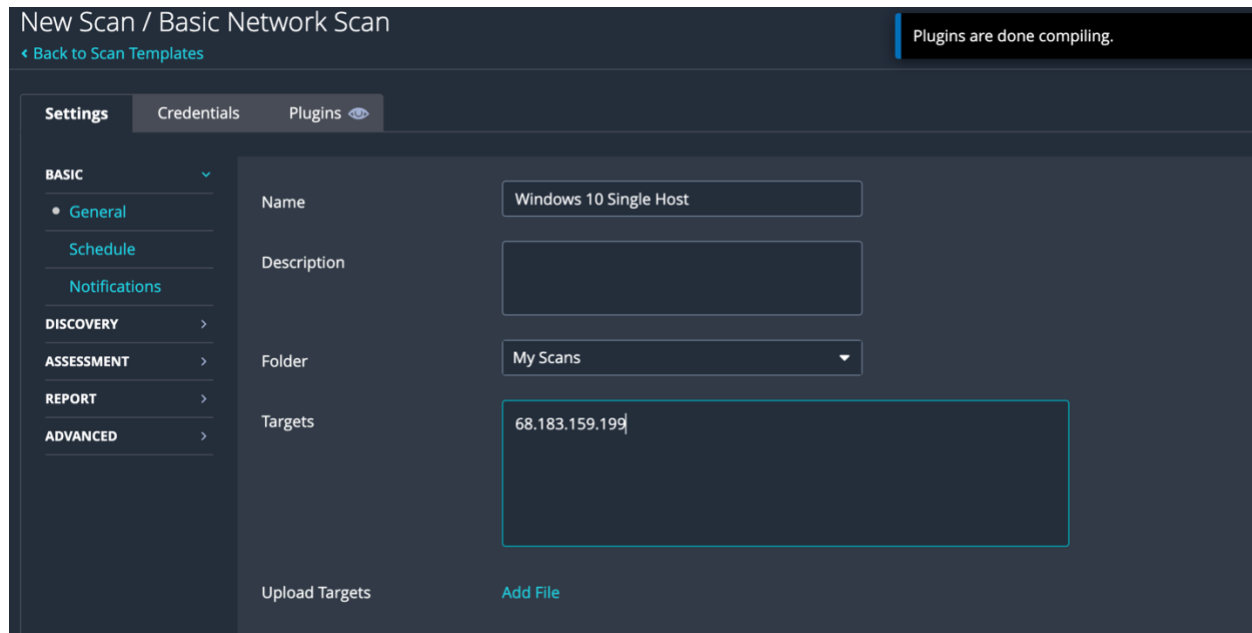 New Scan / Basic Network Scan
‹ Back to Scan Templates
Plugins are done compiling.
Settings
Credentials
Plugins
BASIC
General
Schedule
Notifications
DISCOVERY
ASSESSMENT
REPORT
ADVANCED
Name
Windows 10 Single Host
Description
Folder
My Scans
Targets
68.183.159.199
Upload Targets
Add File